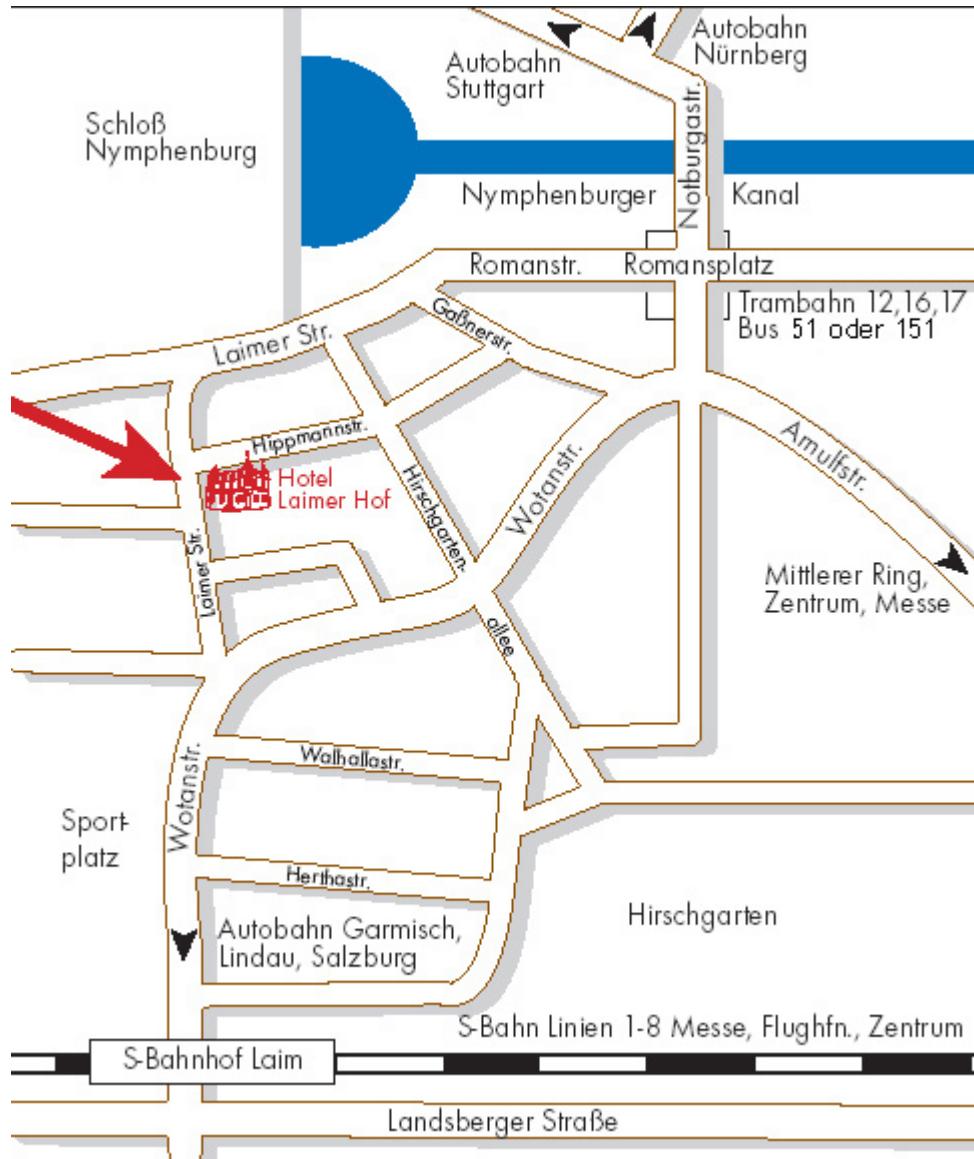 Autobahn
Nürnberg
Autobahn
Stuttgart
Schloß
Nymphenburg
Notburgastr.
Nymphenburger
Kanal
Romanstr.
Romansplatz
Trambahn 12,16,17
Bus 51 oder 151
Gaßnerstr.
Laimer Str.
Hippmannstr.
Hotel
Laimer Hof
Hirschgarten-
allee
Wotanstr.
Arnulfstr.
Laimer Str.
Mittlerer Ring,
Zentrum, Messe
Walhallastr.
Wotanstr.
Sport-
platz
Herthastr.
Hirschgarten
Autobahn Garmisch,
Lindau, Salzburg
S-Bahn Linien 1-8 Messe, Flughfn., Zentrum
S-Bahnhof Laim
Landsberger Straße